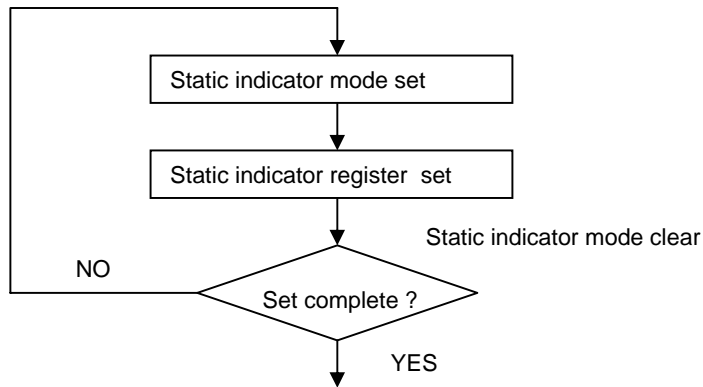 Static indicator mode set
Static indicator register set
Static indicator mode clear
NO
Set complete ?
YES